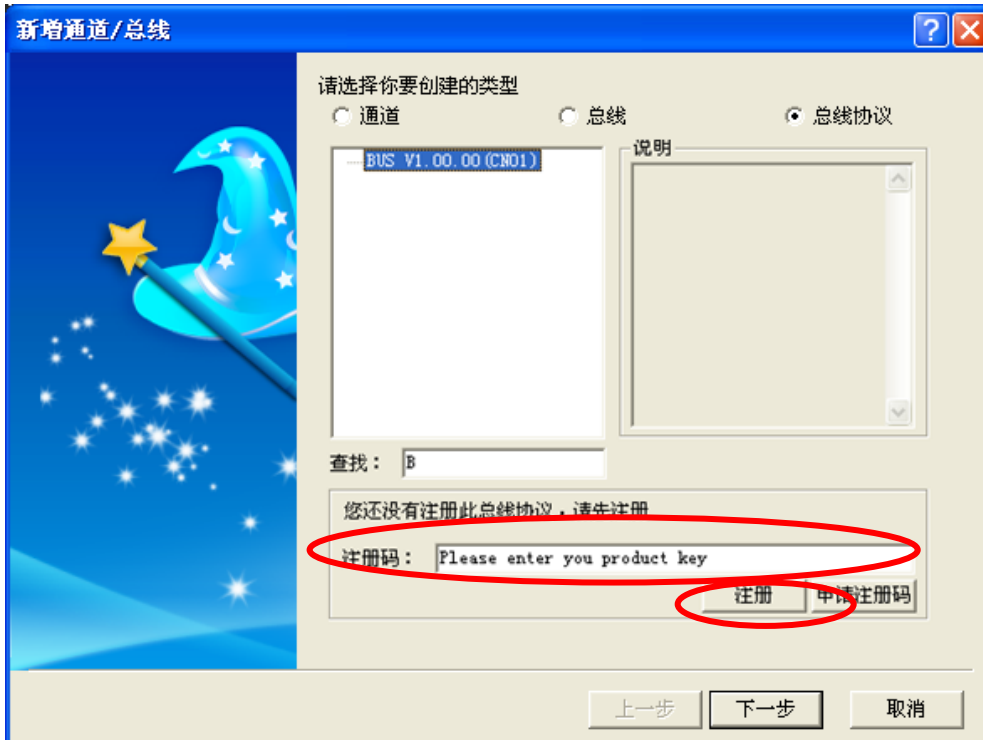 新增通道/总线
请选择你要创建的类型
通道 总线 总线协议
BUS V1.00.00(CN01)
说明
查找： B
您还没有注册此总线协议，请先注册
注册码： Please enter you product key
注册 申请注册码
上一步 下一步 取消